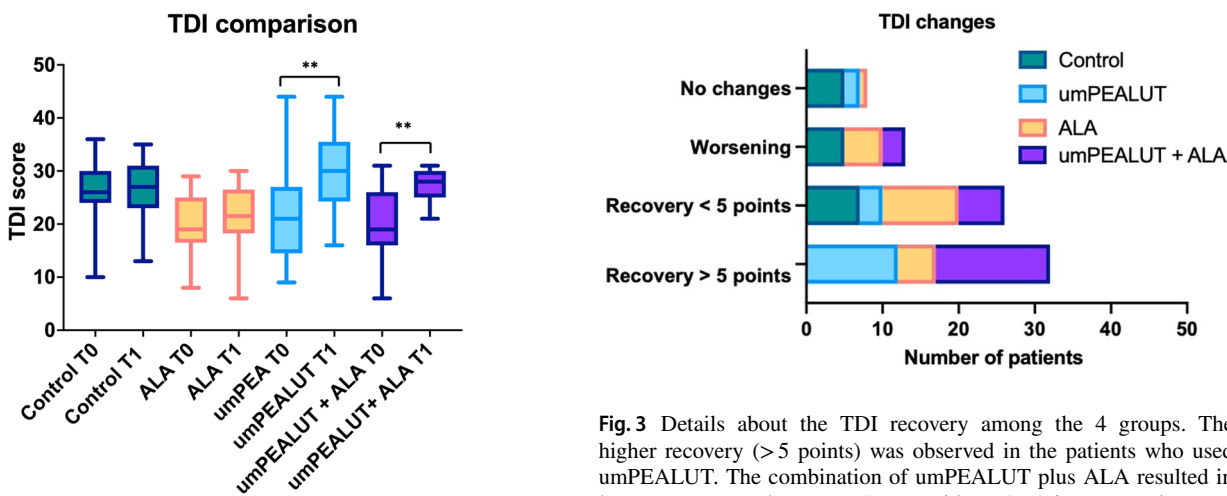 TDI comparison
50
40
30
20
10
0
TDI score
**
**
Control T0
Control T1
ALA T0
ALA T1
umPEA T0
umPEALUT T1
umPEALUT + ALA T0
umPEALUT+ ALA T1
TDI changes
Control
umPEALUT
ALA
umPEALUT + ALA
No changes
Worsening
Recovery < 5 points
Recovery > 5 points
0 10 20 30 40 50
Number of patients
Fig. 3 Details about the TDI recovery among the 4 groups. The
higher recovery (> 5 points) was observed in the patients who used
umPEALUT. The combination of umPEALUT plus ALA resulted in